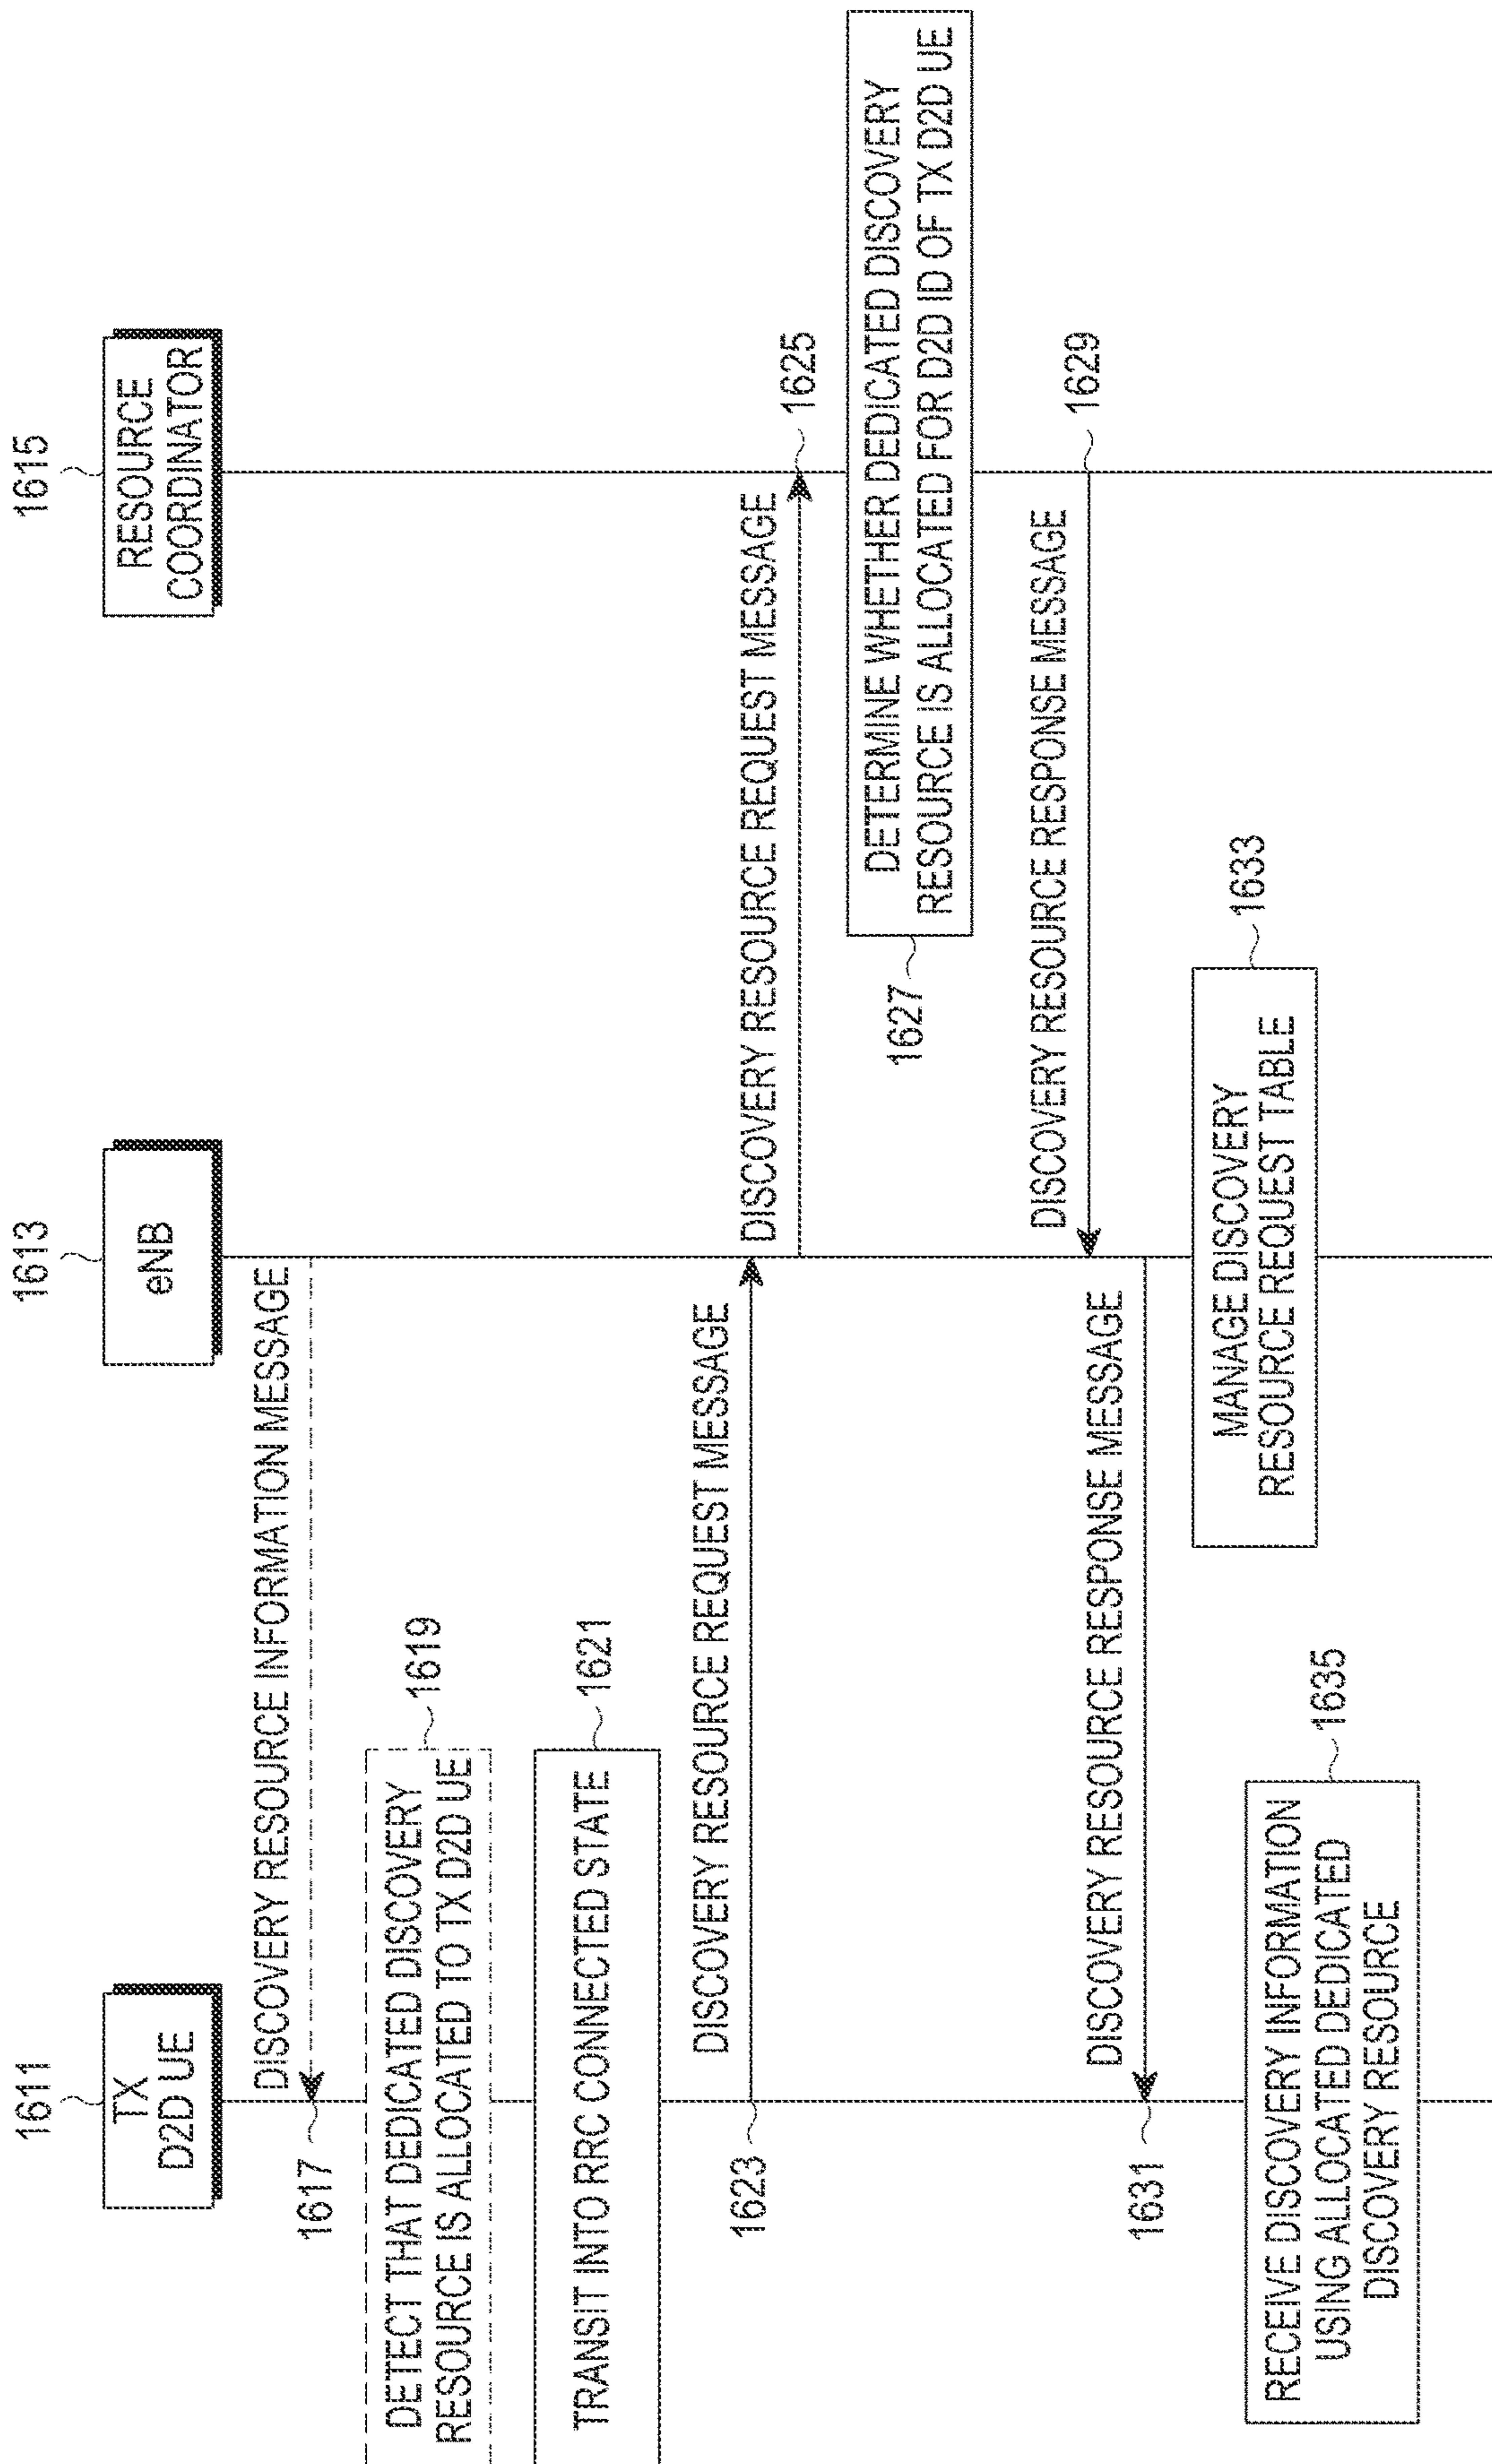 1611
TX
D2D UE
1613
eNB
1615
RESOURCE
COORDINATOR
DISCOVERY RESOURCE INFORMATION MESSAGE
1617
DETECT THAT DEDICATED DISCOVERY
RESOURCE IS ALLOCATED TO TX D2D UE
1619
TRANSIT INTO RRC CONNECTED STATE
1621
DISCOVERY RESOURCE REQUEST MESSAGE
1623
DISCOVERY RESOURCE REQUEST MESSAGE
1625
DETERMINE WHETHER DEDICATED DISCOVERY
RESOURCE IS ALLOCATED FOR D2D ID OF TX D2D UE
1627
DISCOVERY RESOURCE RESPONSE MESSAGE
1629
DISCOVERY RESOURCE RESPONSE MESSAGE
1631
MANAGE DISCOVERY
RESOURCE REQUEST TABLE
1633
RECEIVE DISCOVERY INFORMATION
USING ALLOCATED DEDICATED
DISCOVERY RESOURCE
1635